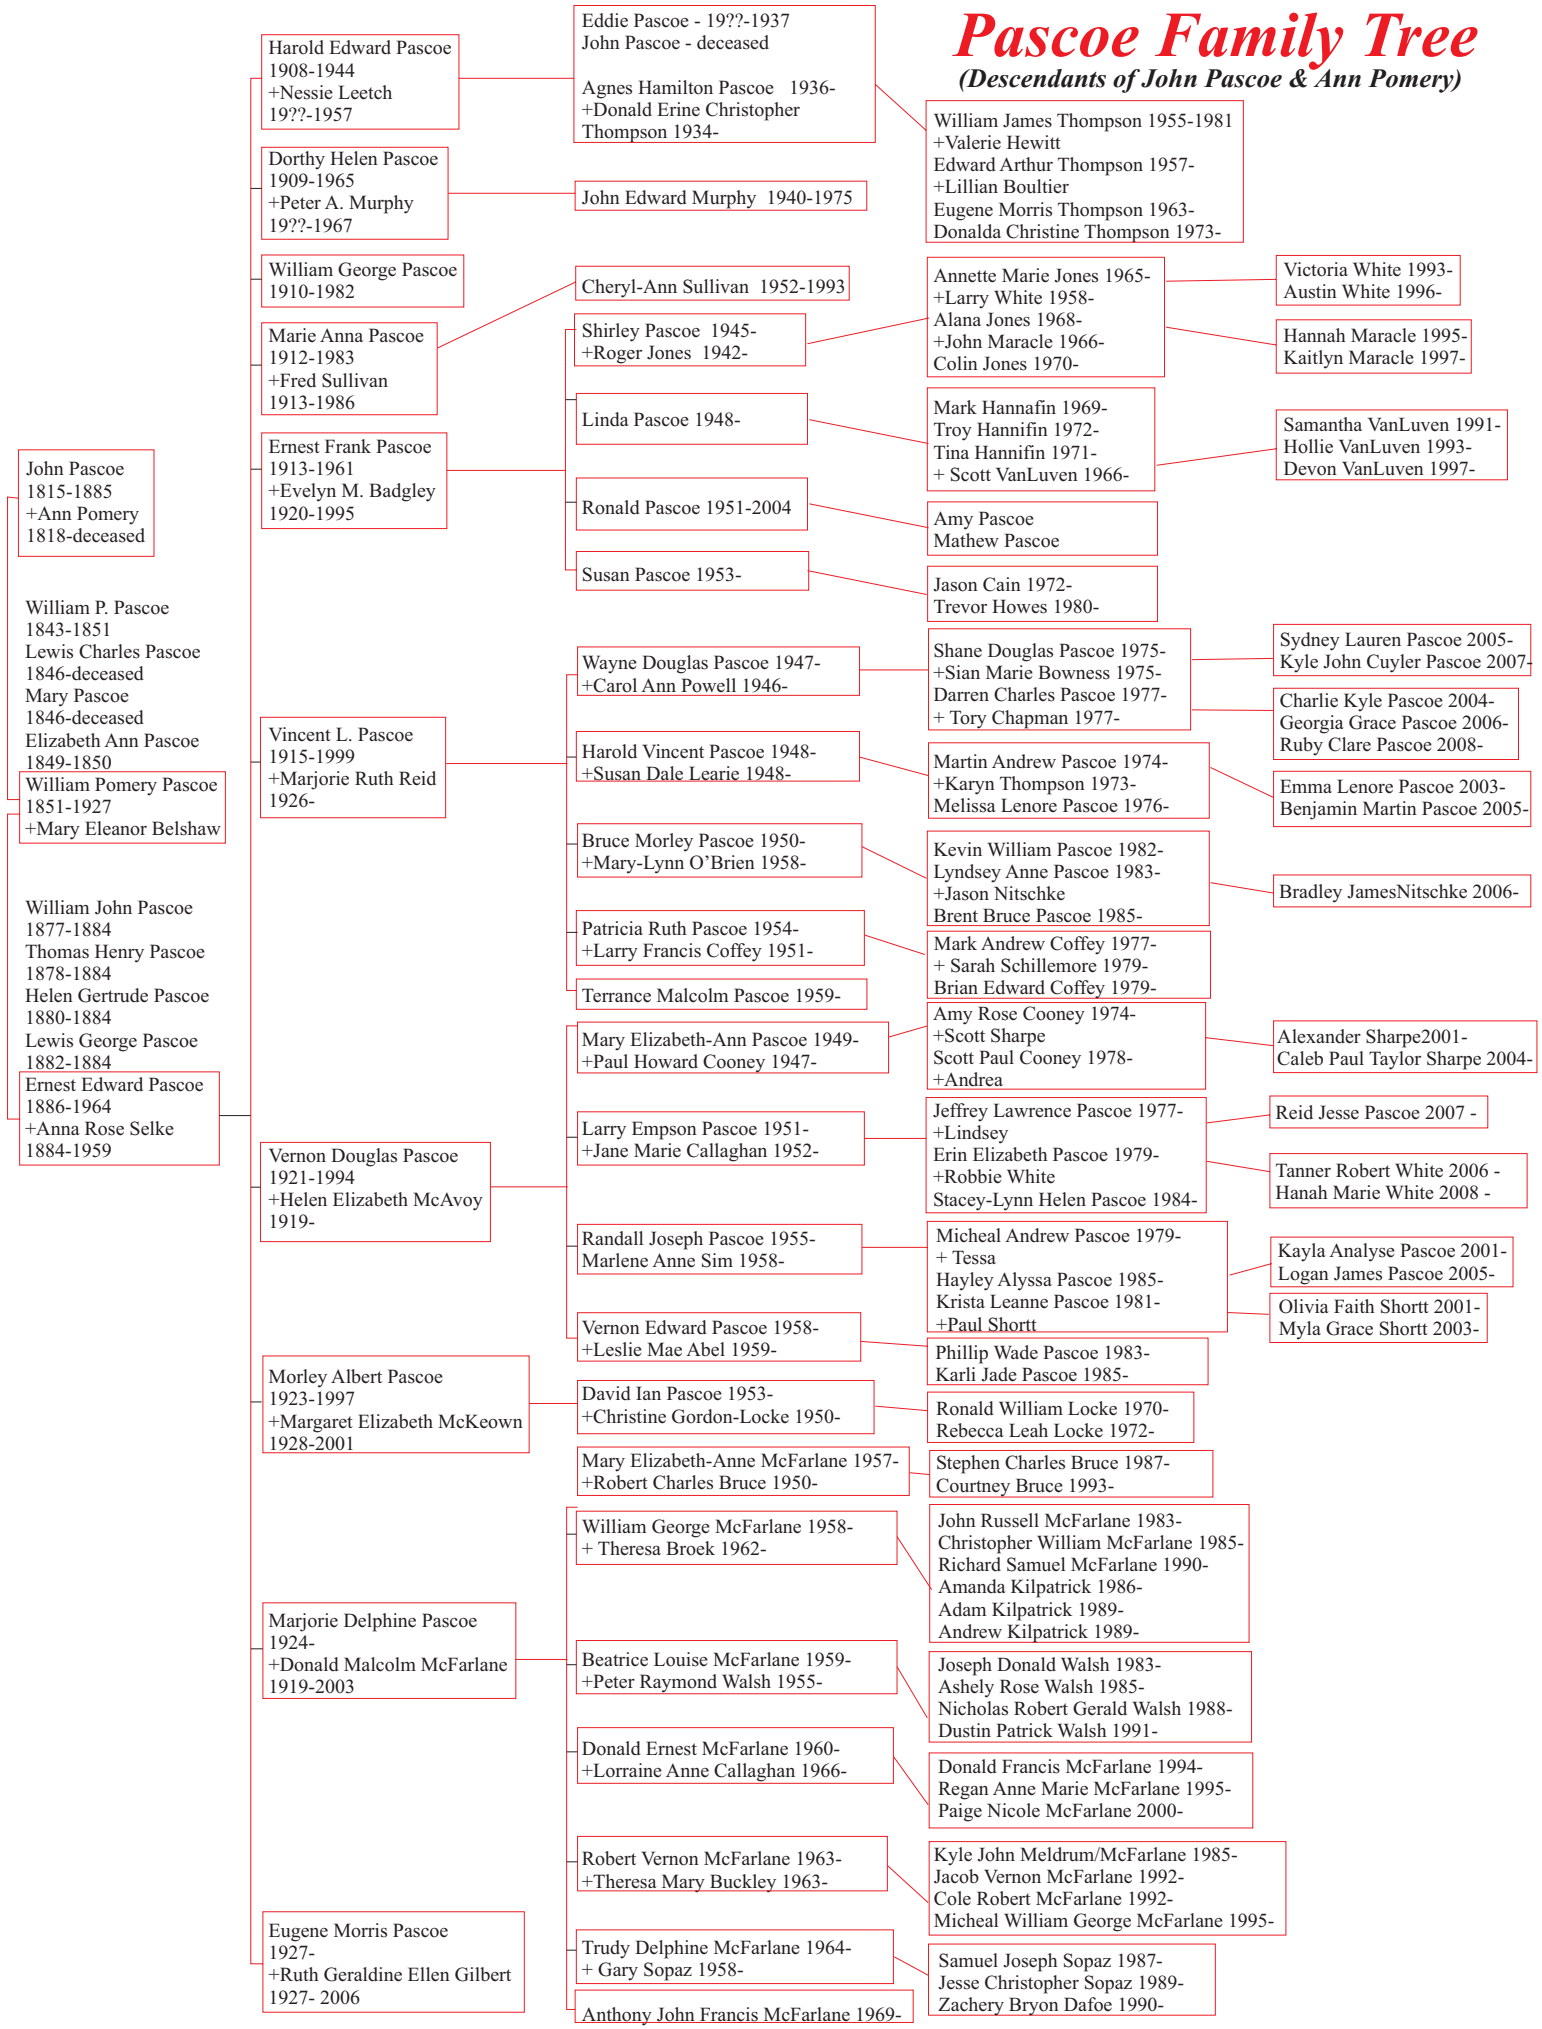 Pascoe Family Tree
(Descendants of John Pascoe & Ann Pomery)
John Pascoe
1815-1885
+Ann Pomery
1818-deceased
William P. Pascoe
1843-1851
Lewis Charles Pascoe
1846-deceased
Mary Pascoe
1846-deceased
Elizabeth Ann Pascoe
1849-1850
William Pomery Pascoe
1851-1927
+Mary Eleanor Belshaw
William John Pascoe
1877-1884
Thomas Henry Pascoe
1878-1884
Helen Gertrude Pascoe
1880-1884
Lewis George Pascoe
1882-1884
Ernest Edward Pascoe
1886-1964
+Anna Rose Selke
1884-1959
Harold Edward Pascoe
1908-1944
+Nessie Leetch
19??-1957
Dorthy Helen Pascoe
1909-1965
+Peter A. Murphy
19??-1967
William George Pascoe
1910-1982
Marie Anna Pascoe
1912-1983
+Fred Sullivan
1913-1986
Ernest Frank Pascoe
1913-1961
+Evelyn M. Badgley
1920-1995
Vincent L. Pascoe
1915-1999
+Marjorie Ruth Reid
1926-
Vernon Douglas Pascoe
1921-1994
+Helen Elizabeth McAvoy
1919-
Morley Albert Pascoe
1923-1997
+Margaret Elizabeth McKeown
1928-2001
Marjorie Delphine Pascoe
1924-
+Donald Malcolm McFarlane
1919-2003
Eugene Morris Pascoe
1927-
+Ruth Geraldine Ellen Gilbert
1927- 2006
Eddie Pascoe - 19??-1937
John Pascoe - deceased
Agnes Hamilton Pascoe 1936-
+Donald Erine Christopher
Thompson 1934-
John Edward Murphy 1940-1975
Cheryl-Ann Sullivan 1952-1993
Shirley Pascoe 1945-
+Roger Jones 1942-
Linda Pascoe 1948-
Ronald Pascoe 1951-2004
Susan Pascoe 1953-
Wayne Douglas Pascoe 1947-
+Carol Ann Powell 1946-
Harold Vincent Pascoe 1948-
+Susan Dale Learie 1948-
Bruce Morley Pascoe 1950-
+Mary-Lynn O'Brien 1958-
Patricia Ruth Pascoe 1954-
+Larry Francis Coffey 1951-
Terrance Malcolm Pascoe 1959-
Mary Elizabeth-Ann Pascoe 1949-
+Paul Howard Cooney 1947-
Larry Empson Pascoe 1951-
+Jane Marie Callaghan 1952-
Randall Joseph Pascoe 1955-
Marlene Anne Sim 1958-
Vernon Edward Pascoe 1958-
+Leslie Mae Abel 1959-
David Ian Pascoe 1953-
+Christine Gordon-Locke 1950-
Mary Elizabeth-Anne McFarlane 1957-
+Robert Charles Bruce 1950-
William George McFarlane 1958-
+ Theresa Broek 1962-
Beatrice Louise McFarlane 1959-
+Peter Raymond Walsh 1955-
Donald Ernest McFarlane 1960-
+Lorraine Anne Callaghan 1966-
Robert Vernon McFarlane 1963-
+Theresa Mary Buckley 1963-
Trudy Delphine McFarlane 1964-
+ Gary Sopaz 1958-
Anthony John Francis McFarlane 1969-
William James Thompson 1955-1981
+Valerie Hewitt
Edward Arthur Thompson 1957-
+Lillian Boultier
Eugene Morris Thompson 1963-
Donalda Christine Thompson 1973-
Annette Marie Jones 1965-
+Larry White 1958-
Alana Jones 1968-
+John Maracle 1966-
Colin Jones 1970-
Mark Hannafin 1969-
Troy Hannifin 1972-
Tina Hannifin 1971-
+ Scott VanLuven 1966-
Amy Pascoe
Mathew Pascoe
Jason Cain 1972-
Trevor Howes 1980-
Shane Douglas Pascoe 1975-
+Sian Marie Bowness 1975-
Darren Charles Pascoe 1977-
+ Tory Chapman 1977-
Martin Andrew Pascoe 1974-
+Karyn Thompson 1973-
Melissa Lenore Pascoe 1976-
Kevin William Pascoe 1982-
Lyndsey Anne Pascoe 1983-
+Jason Nitschke
Brent Bruce Pascoe 1985-
Mark Andrew Coffey 1977-
+ Sarah Schillemore 1979-
Brian Edward Coffey 1979-
Amy Rose Cooney 1974-
+Scott Sharpe
Scott Paul Cooney 1978-
+Andrea
Jeffrey Lawrence Pascoe 1977-
+Lindsey
Erin Elizabeth Pascoe 1979-
+Robbie White
Stacey-Lynn Helen Pascoe 1984-
Micheal Andrew Pascoe 1979-
+ Tessa
Hayley Alyssa Pascoe 1985-
Krista Leanne Pascoe 1981-
+Paul Shortt
Phillip Wade Pascoe 1983-
Karli Jade Pascoe 1985-
Ronald William Locke 1970-
Rebecca Leah Locke 1972-
Stephen Charles Bruce 1987-
Courtney Bruce 1993-
John Russell McFarlane 1983-
Christopher William McFarlane 1985-
Richard Samuel McFarlane 1990-
Amanda Kilpatrick 1986-
Adam Kilpatrick 1989-
Andrew Kilpatrick 1989-
Joseph Donald Walsh 1983-
Ashely Rose Walsh 1985-
Nicholas Robert Gerald Walsh 1988-
Dustin Patrick Walsh 1991-
Donald Francis McFarlane 1994-
Regan Anne Marie McFarlane 1995-
Paige Nicole McFarlane 2000-
Kyle John Meldrum/McFarlane 1985-
Jacob Vernon McFarlane 1992-
Cole Robert McFarlane 1992-
Micheal William George McFarlane 1995-
Samuel Joseph Sopaz 1987-
Jesse Christopher Sopaz 1989-
Zachery Bryon Dafoe 1990-
Victoria White 1993-
Austin White 1996-
Hannah Maracle 1995-
Kaitlyn Maracle 1997-
Samantha VanLuven 1991-
Hollie VanLuven 1993-
Devon VanLuven 1997-
Sydney Lauren Pascoe 2005-
Kyle John Cuyler Pascoe 2007-
Charlie Kyle Pascoe 2004-
Georgia Grace Pascoe 2006-
Ruby Clare Pascoe 2008-
Emma Lenore Pascoe 2003-
Benjamin Martin Pascoe 2005-
Bradley JamesNitschke 2006-
Alexander Sharpe2001-
Caleb Paul Taylor Sharpe 2004-
Reid Jesse Pascoe 2007 -
Tanner Robert White 2006 -
Hanah Marie White 2008 -
Kayla Analyse Pascoe 2001-
Logan James Pascoe 2005-
Olivia Faith Shortt 2001-
Myla Grace Shortt 2003-